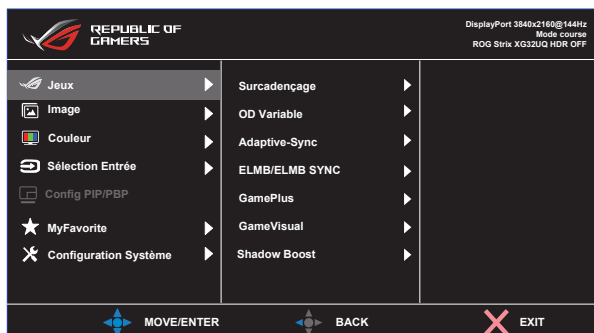 REPUBLIC OF
GAMERS
DisplayPort 3840x2160@144Hz
Mode course
ROG Strix XG32UQ HDR OFF
Jeux
Image
Couleur
Sélection Entrée
Config PIP/PBP
MyFavorite
Configuration Système
Surcadençage
OD Variable
Adaptive-Sync
ELMB/ELMB SYNC
GamePlus
GameVisual
Shadow Boost
MOVE/ENTER
BACK
EXIT